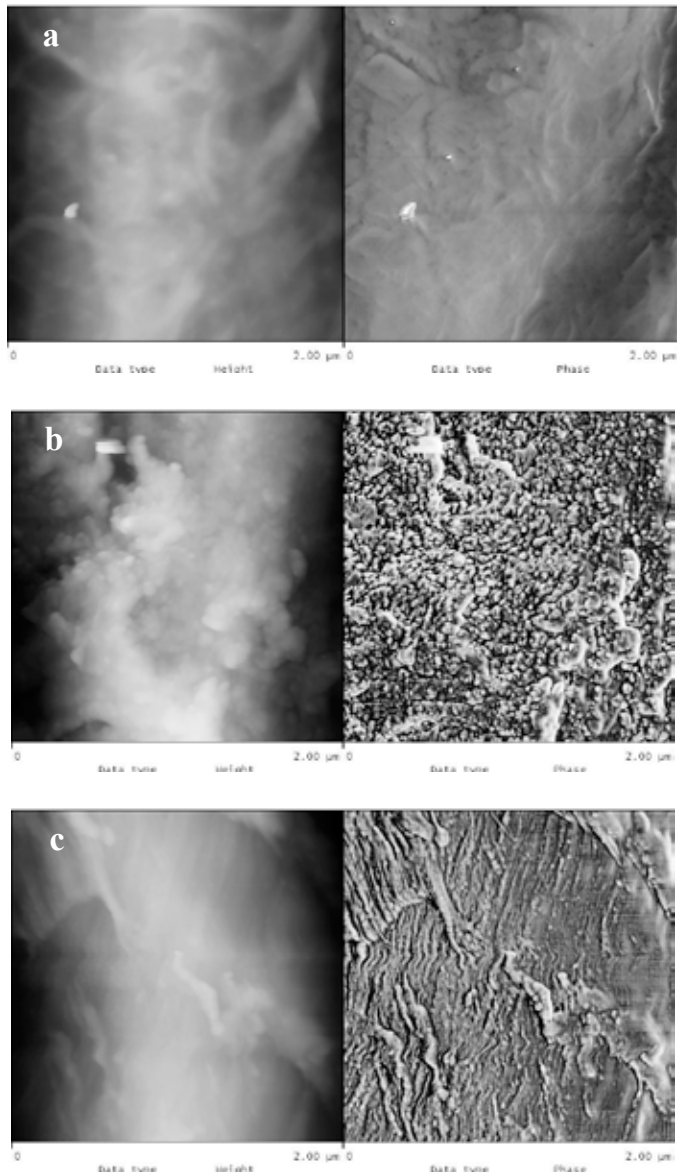 a
0 2.00 µm
Data type Height
0 2.00 µm
Data type Phase
b
0 2.00 µm
Data type Height
0 2.00 µm
Data type Phase
c
0 2.00 µm
Data type Height
0 2.00 µm
Data type Phase